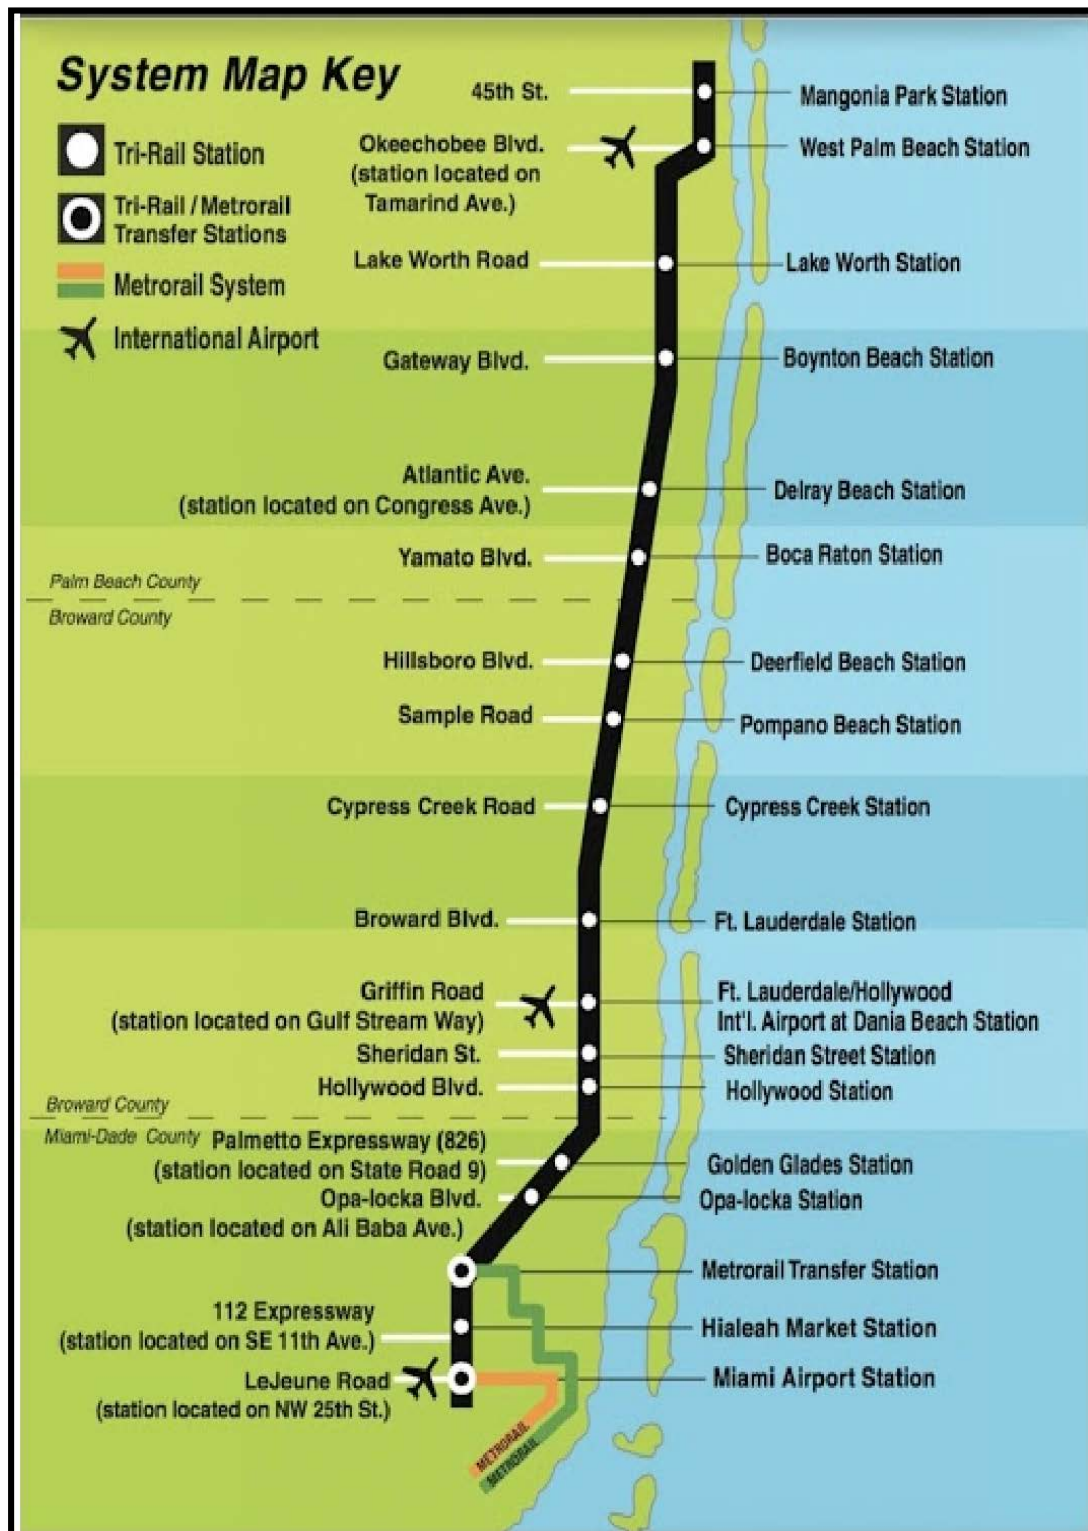 System Map Key
Tri-Rail Station
Tri-Rail / Metrorail
Transfer Stations
Metrorail System
International Airport
45th St.
Mangonia Park Station
Okeechobee Blvd.
(station located on
Tamarind Ave.)
West Palm Beach Station
Lake Worth Road
Lake Worth Station
Gateway Blvd.
Boynton Beach Station
Atlantic Ave.
(station located on Congress Ave.)
Delray Beach Station
Yamato Blvd.
Boca Raton Station
Palm Beach County
Broward County
Hillsboro Blvd.
Deerfield Beach Station
Sample Road
Pompano Beach Station
Cypress Creek Road
Cypress Creek Station
Broward Blvd.
Ft. Lauderdale Station
Griffin Road
(station located on Gulf Stream Way)
Ft. Lauderdale/Hollywood
Int'l. Airport at Dania Beach Station
Sheridan St.
Sheridan Street Station
Hollywood Blvd.
Hollywood Station
Broward County
Miami-Dade County
Palmetto Expressway (826)
(station located on State Road 9)
Golden Glades Station
Opa-locka Blvd.
(station located on Ali Baba Ave.)
Opa-locka Station
Metrorail Transfer Station
112 Expressway
(station located on SE 11th Ave.)
Hialeah Market Station
LeJeune Road
(station located on NW 25th St.)
Miami Airport Station
METRORAIL
METRORAIL